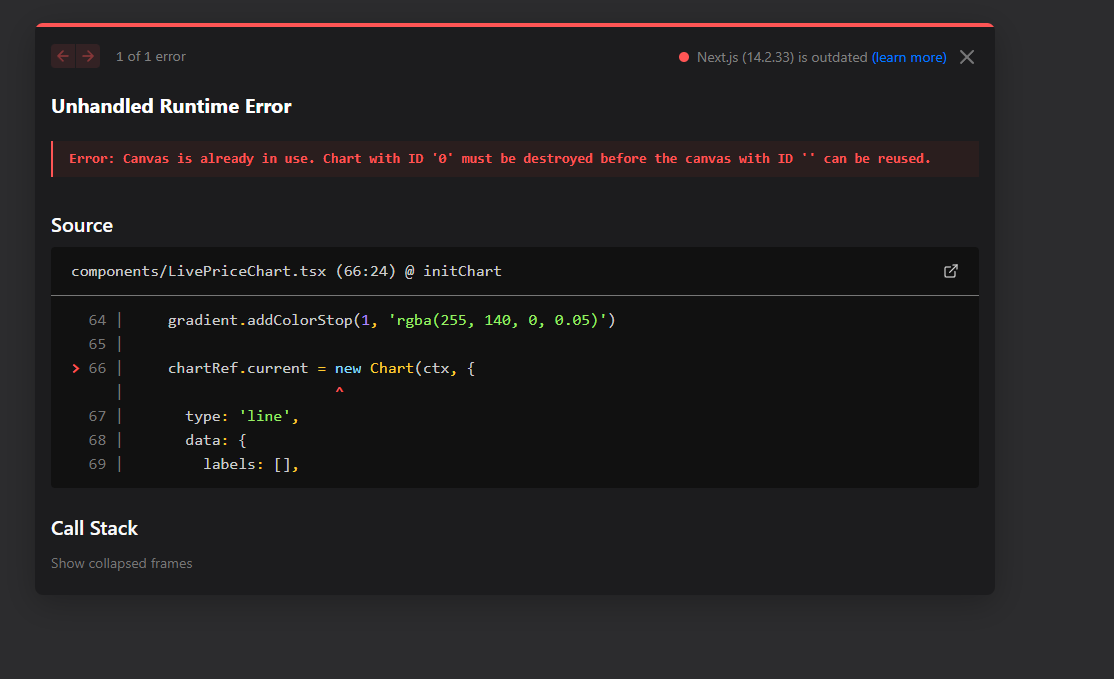 1 of 1 error
Next.js (14.2.33) is outdated (learn more)
Unhandled Runtime Error
Error: Canvas is already in use. Chart with ID '0' must be destroyed before the canvas with ID '' can be reused.
Source
components/LivePriceChart.tsx (66:24) @ initChart
64 |     gradient.addColorStop(1, 'rgba(255, 140, 0, 0.05)')
65 |
> 66 |     chartRef.current = new Chart(ctx, {
|                        ^
67 |       type: 'line',
68 |       data: {
69 |         labels: [],
Call Stack
Show collapsed frames